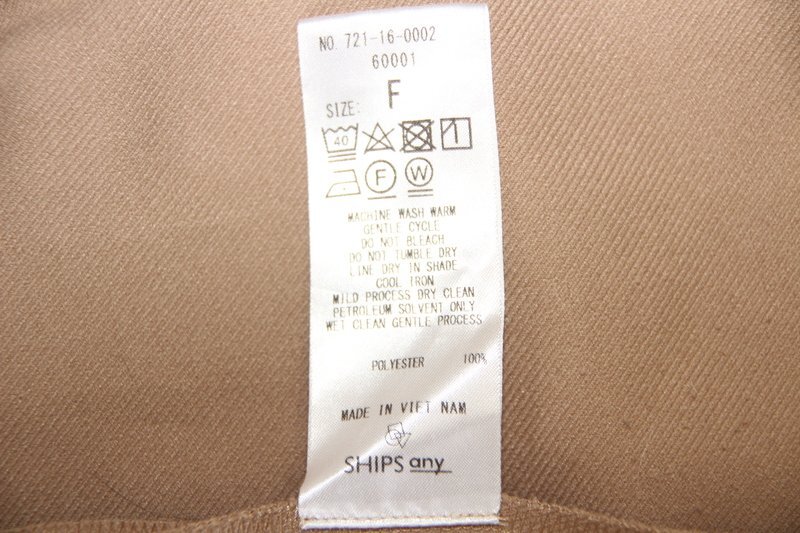 NO. 721-16-0002
60001
SIZE: F
40
F W
MACHINE WASH WARM
GENTLE CYCLE
DO NOT BLEACH
DO NOT TUMBLE DRY
LINE DRY IN SHADE
COOL IRON
MILD PROCESS DRY CLEAN
PETROLEUM SOLVENT ONLY
WET CLEAN GENTLE PROCESS
POLYESTER 100%
MADE IN VIET NAM
SHIPS any